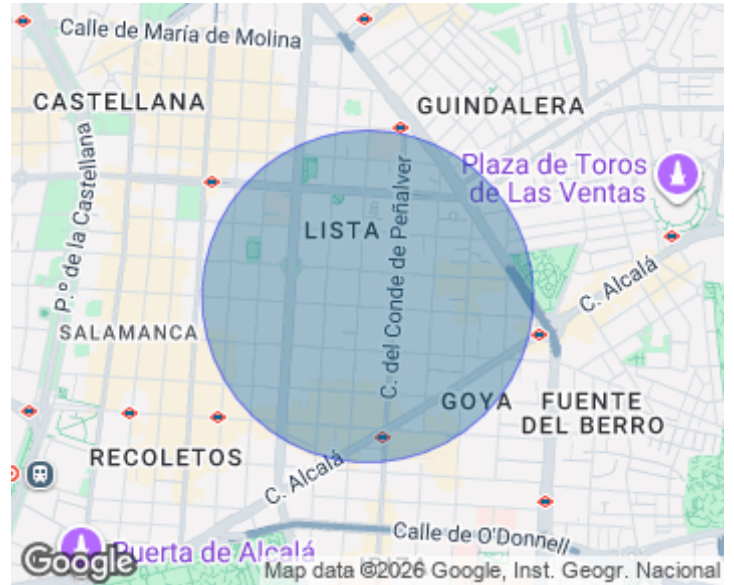 Calle de María de Molina
CASTELLANA
GUINDALERA
Plaza de Toros
de Las Ventas
P.º de la Castellana
LISTA
C. del Conde de Peñalver
C. Alcalá
SALAMANCA
GOYA
FUENTE
DEL BERRO
RECOLETOS
C. Alcalá
Calle de O'Donnell
Puerta de Alcalá
IBIZA
Google
Map data ©2026 Google, Inst. Geogr. Nacional